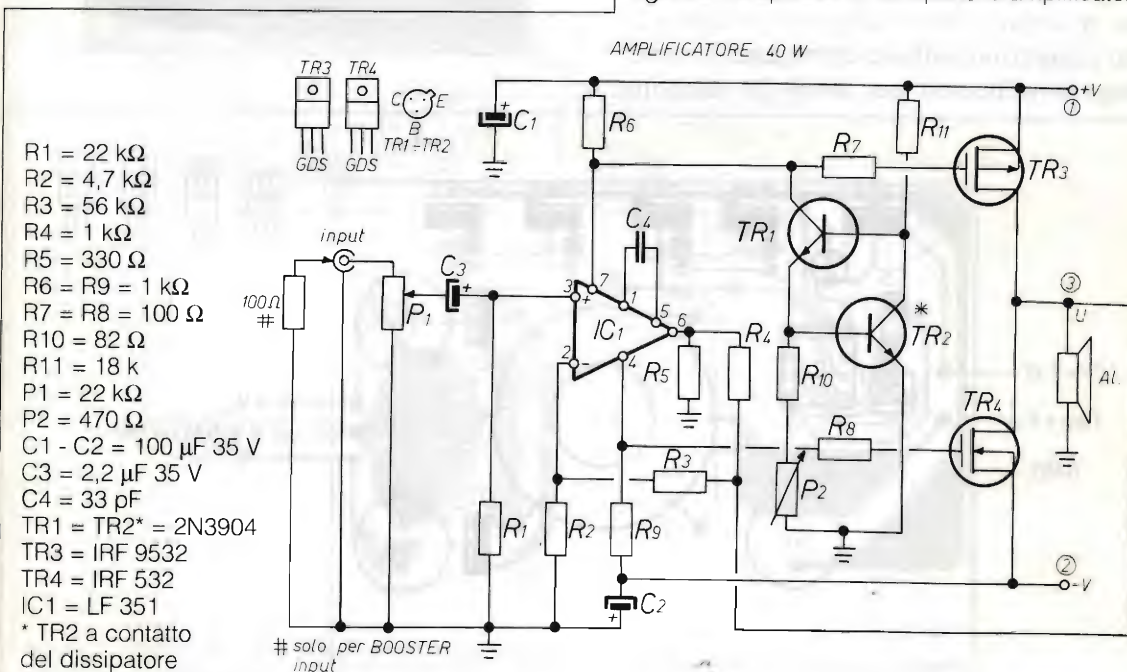 AMPLIFICATORE 40 W
TR3 TR4
GDS GDS
C E
B
TR1-TR2
R1 = 22 kΩ
R2 = 4,7 kΩ
R3 = 56 kΩ
R4 = 1 kΩ
R5 = 330 Ω
R6 = R9 = 1 kΩ
R7 = R8 = 100 Ω
R10 = 82 Ω
R11 = 18 k
P1 = 22 kΩ
P2 = 470 Ω
C1 - C2 = 100 µF 35 V
C3 = 2,2 µF 35 V
C4 = 33 pF
TR1 = TR2* = 2N3904
TR3 = IRF 9532
TR4 = IRF 532
IC1 = LF 351
* TR2 a contatto
del dissipatore
input
100Ω
#
P1
C3
+
C1
+
R6
R7
R11
+V
1
TR3
TR1
C4
3
+
7
1
5
6
IC1
2
-
4
R5
R4
*
TR2
3
U
AL.
R10
TR4
R8
R3
P2
R1
R2
R9
2
-V
C2
+
# solo per BOOSTER
input